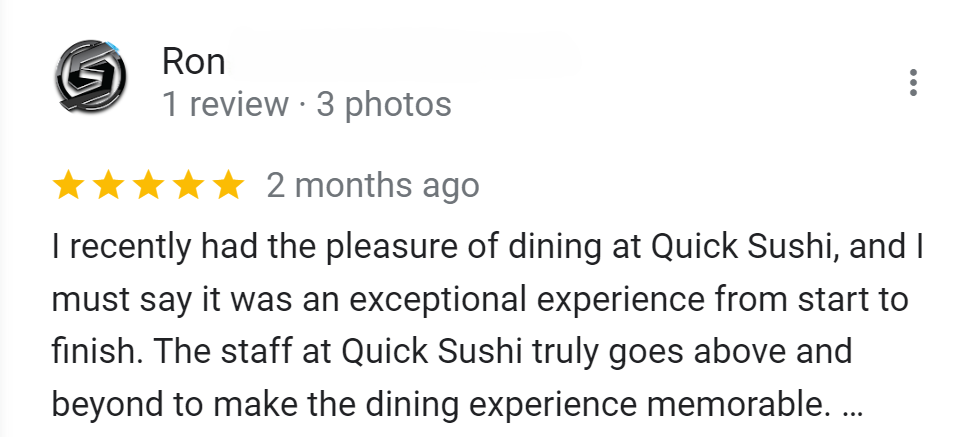 Ron
1 review · 3 photos
2 months ago
I recently had the pleasure of dining at Quick Sushi, and I
must say it was an exceptional experience from start to
finish. The staff at Quick Sushi truly goes above and
beyond to make the dining experience memorable. ...